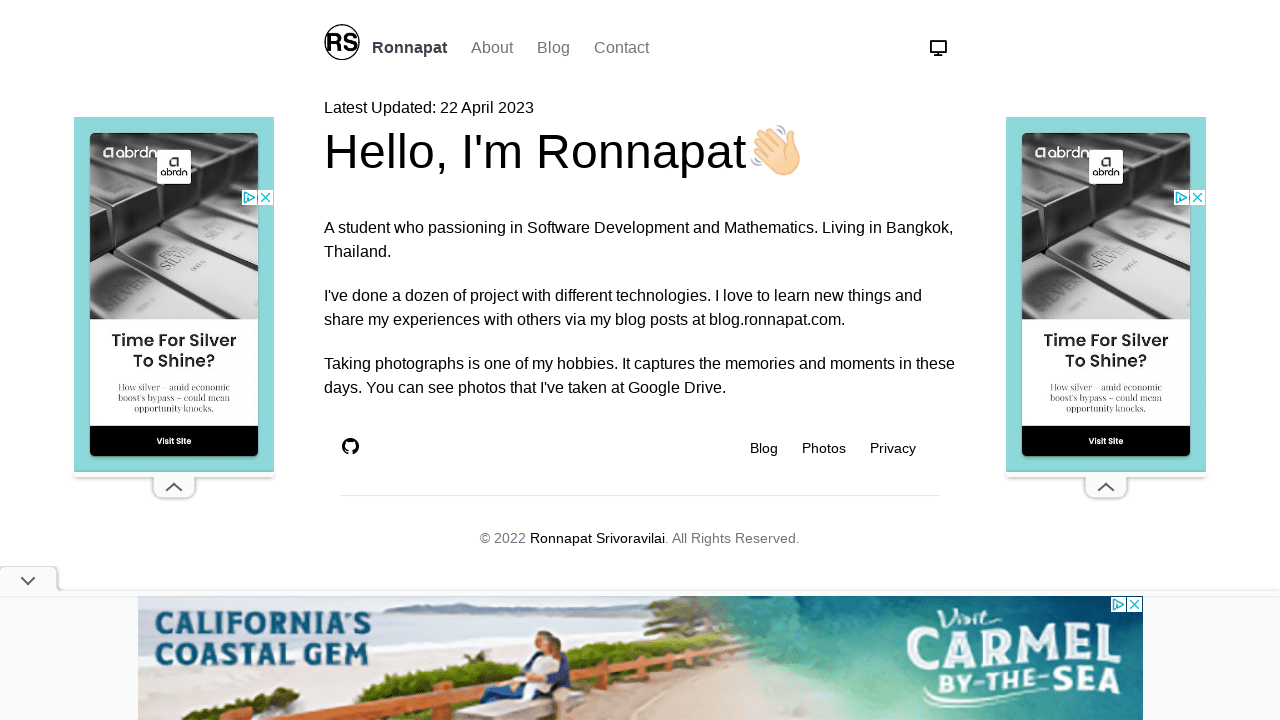 RS
Ronnapat
About
Blog
Contact
Latest Updated: 22 April 2023
Hello, I'm Ronnapat👋🏻
A student who passioning in Software Development and Mathematics. Living in Bangkok,
Thailand.
I've done a dozen of project with different technologies. I love to learn new things and
share my experiences with others via my blog posts at blog.ronnapat.com.
Taking photographs is one of my hobbies. It captures the memories and moments in these
days. You can see photos that I've taken at Google Drive.
Blog
Photos
Privacy
© 2022 Ronnapat Srivoravilai. All Rights Reserved.
abrdn
abrdn
FINE
SILVER
Time For Silver
To Shine?
How silver – amid economic
boost's bypass – could mean
opportunity knocks.
Visit Site
abrdn
abrdn
FINE
SILVER
Time For Silver
To Shine?
How silver – amid economic
boost's bypass – could mean
opportunity knocks.
Visit Site
CALIFORNIA'S
COASTAL GEM
Visit
CARMEL
BY-THE-SEA